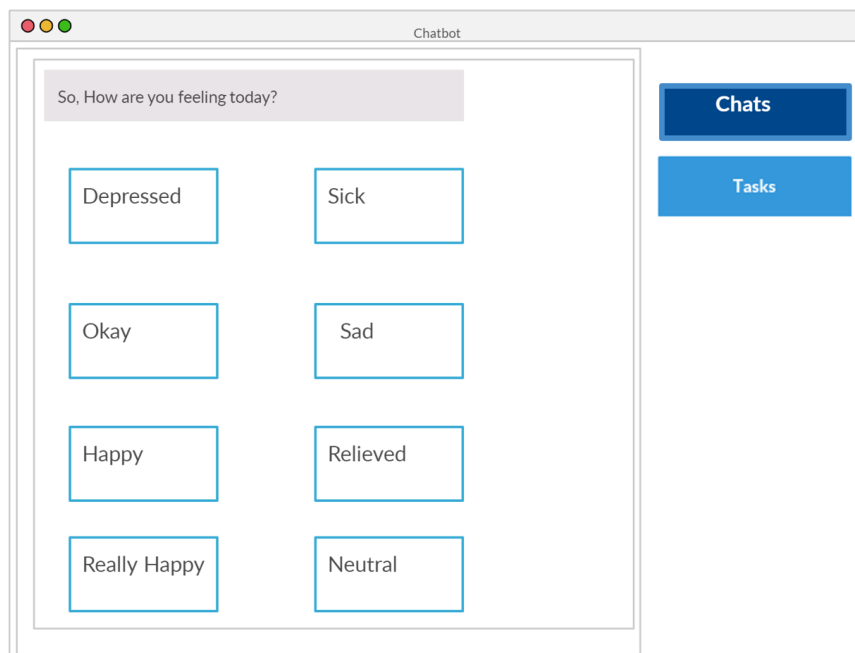 Chatbot
So, How are you feeling today?
Chats
Tasks
Depressed
Sick
Okay
Sad
Happy
Relieved
Really Happy
Neutral